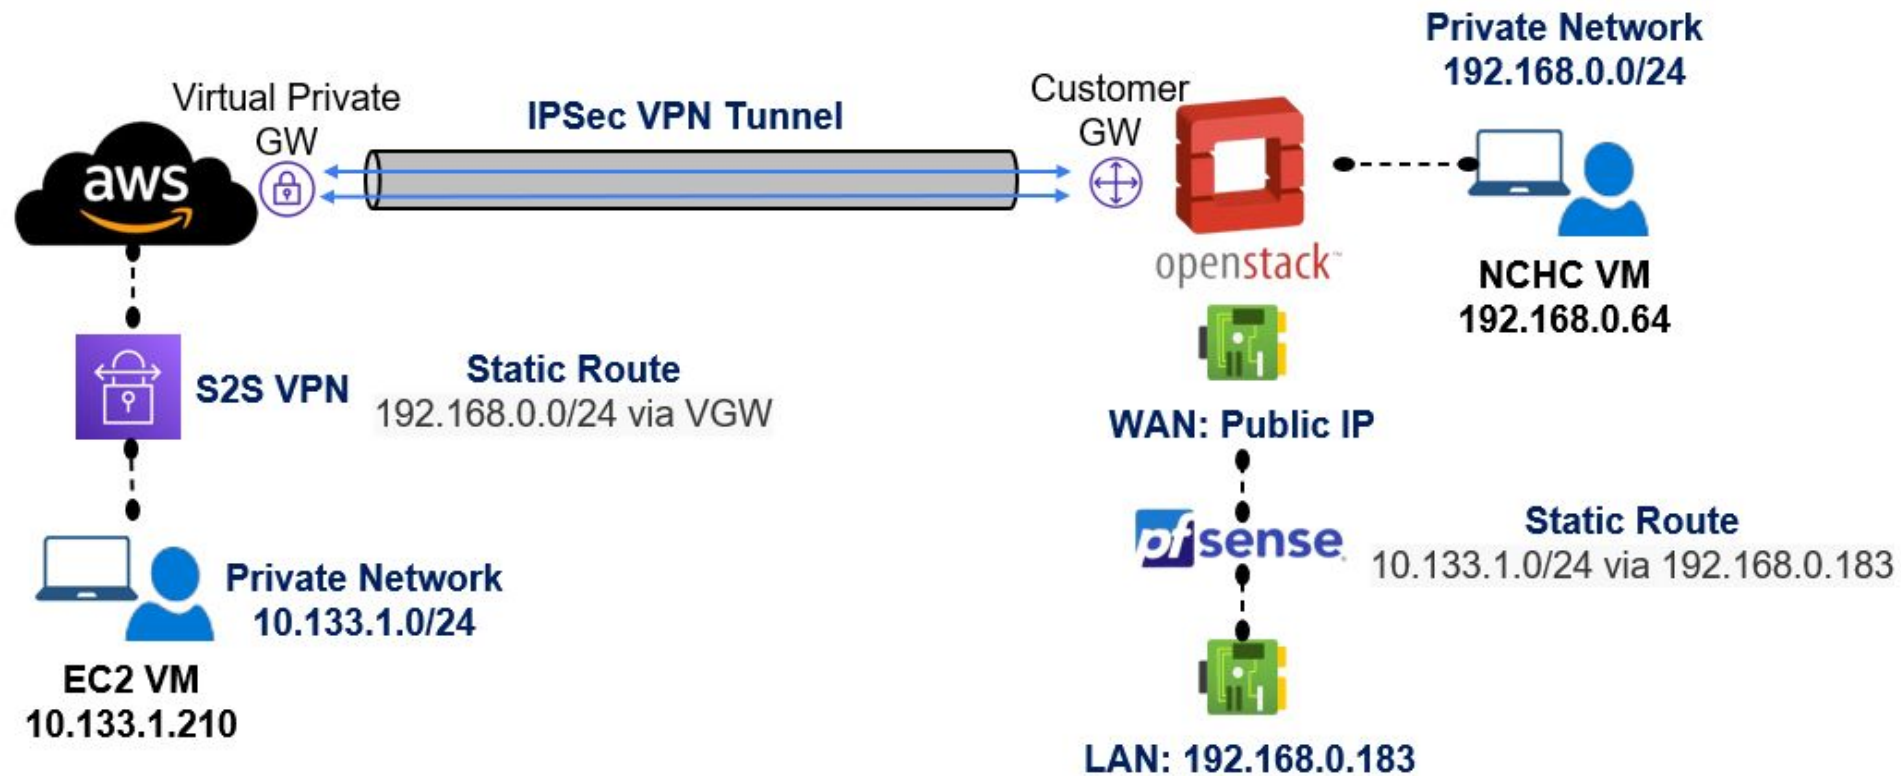 Private Network
192.168.0.0/24
Virtual Private
GW
IPSec VPN Tunnel
Customer
GW
aws
openstack™
NCHC VM
192.168.0.64
S2S VPN
Static Route
192.168.0.0/24 via VGW
WAN: Public IP
pfsense
Static Route
10.133.1.0/24 via 192.168.0.183
Private Network
10.133.1.0/24
EC2 VM
10.133.1.210
LAN: 192.168.0.183